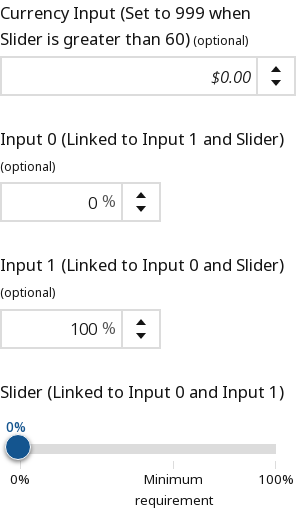 Currency Input (Set to 999 when
Slider is greater than 60) (optional)
$0.00
Input 0 (Linked to Input 1 and Slider)
(optional)
0 %
Input 1 (Linked to Input 0 and Slider)
(optional)
100 %
Slider (Linked to Input 0 and Input 1)
0%
0% Minimum 100%
requirement